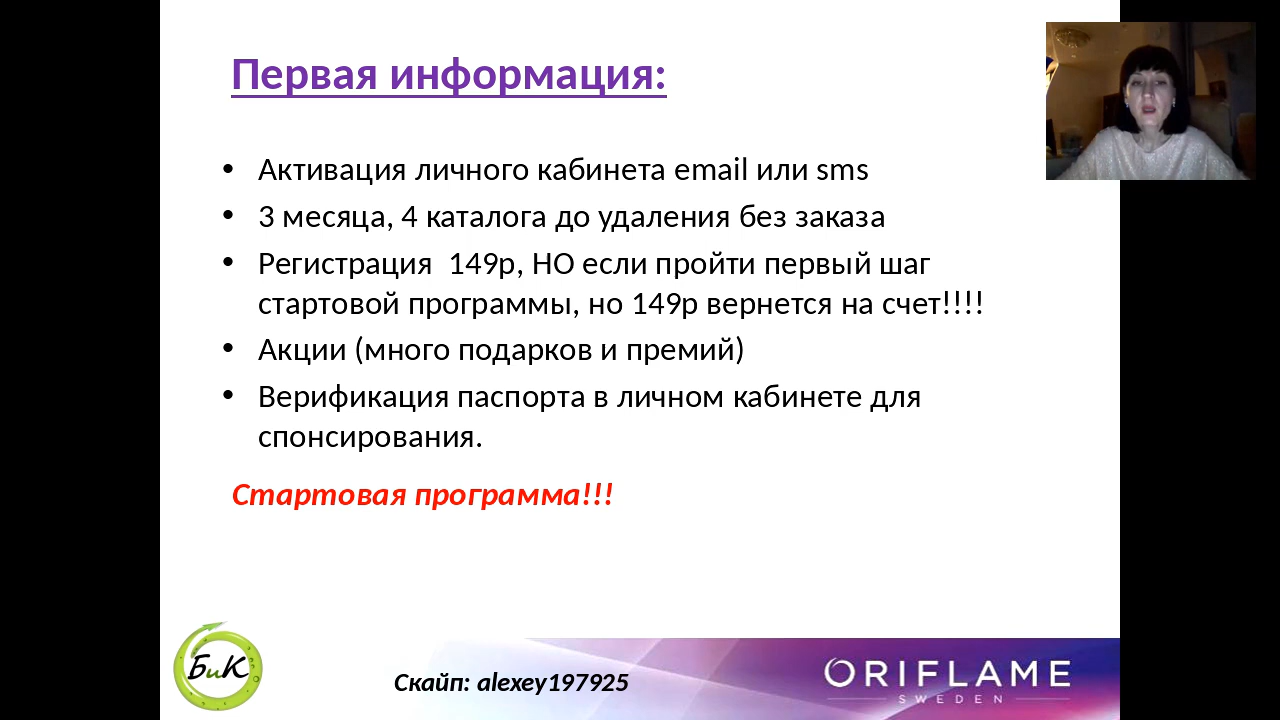 Первая информация:
• Активация личного кабинета email или sms
• 3 месяца, 4 каталога до удаления без заказа
• Регистрация  149р, НО если пройти первый шаг
стартовой программы, но 149р вернется на счет!!!!
• Акции (много подарков и премий)
• Верификация паспорта в личном кабинете для
спонсирования.
Стартовая программа!!!
БиК
Скайп: alexey197925
ORIFLAME
SWEDEN